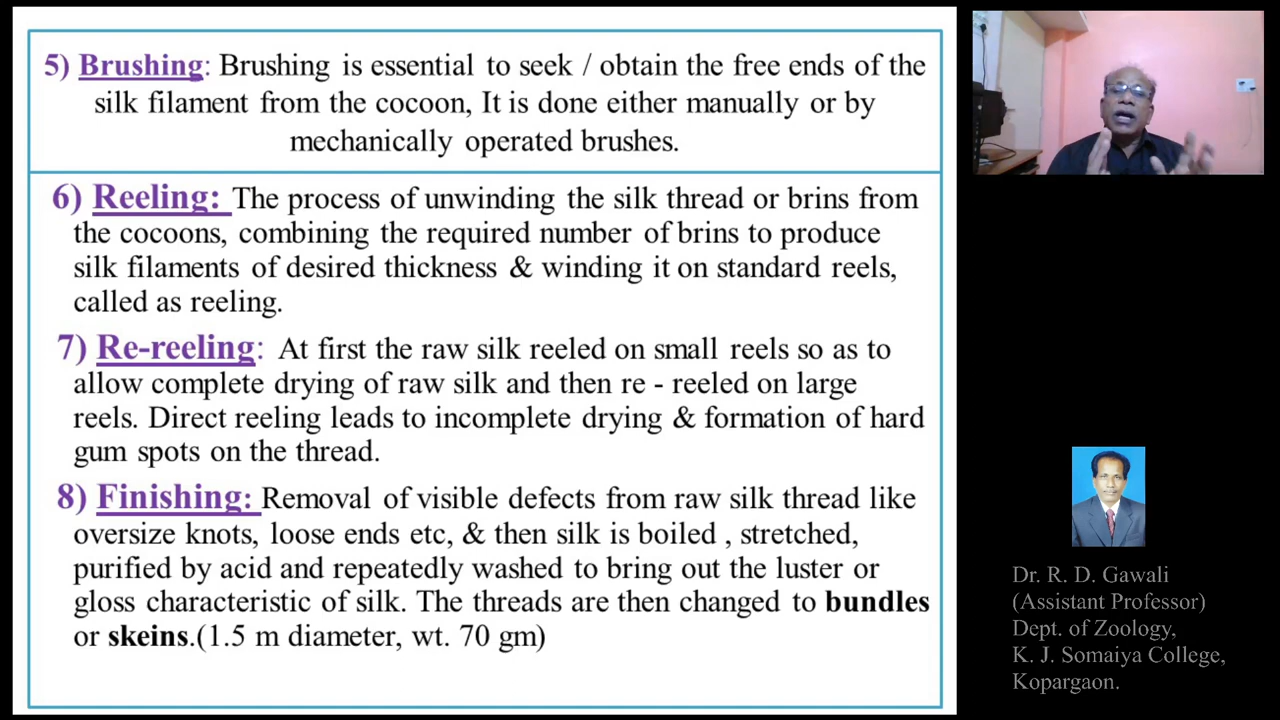 5) Brushing: Brushing is essential to seek / obtain the free ends of the
silk filament from the cocoon, It is done either manually or by
mechanically operated brushes.
6) Reeling: The process of unwinding the silk thread or brins from
the cocoons, combining the required number of brins to produce
silk filaments of desired thickness & winding it on standard reels,
called as reeling.
7) Re-reeling: At first the raw silk reeled on small reels so as to
allow complete drying of raw silk and then re - reeled on large
reels. Direct reeling leads to incomplete drying & formation of hard
gum spots on the thread.
8) Finishing: Removal of visible defects from raw silk thread like
oversize knots, loose ends etc, & then silk is boiled , stretched,
purified by acid and repeatedly washed to bring out the luster or
gloss characteristic of silk. The threads are then changed to bundles
or skeins.(1.5 m diameter, wt. 70 gm)
Dr. R. D. Gawali
(Assistant Professor)
Dept. of Zoology,
K. J. Somaiya College,
Kopargaon.